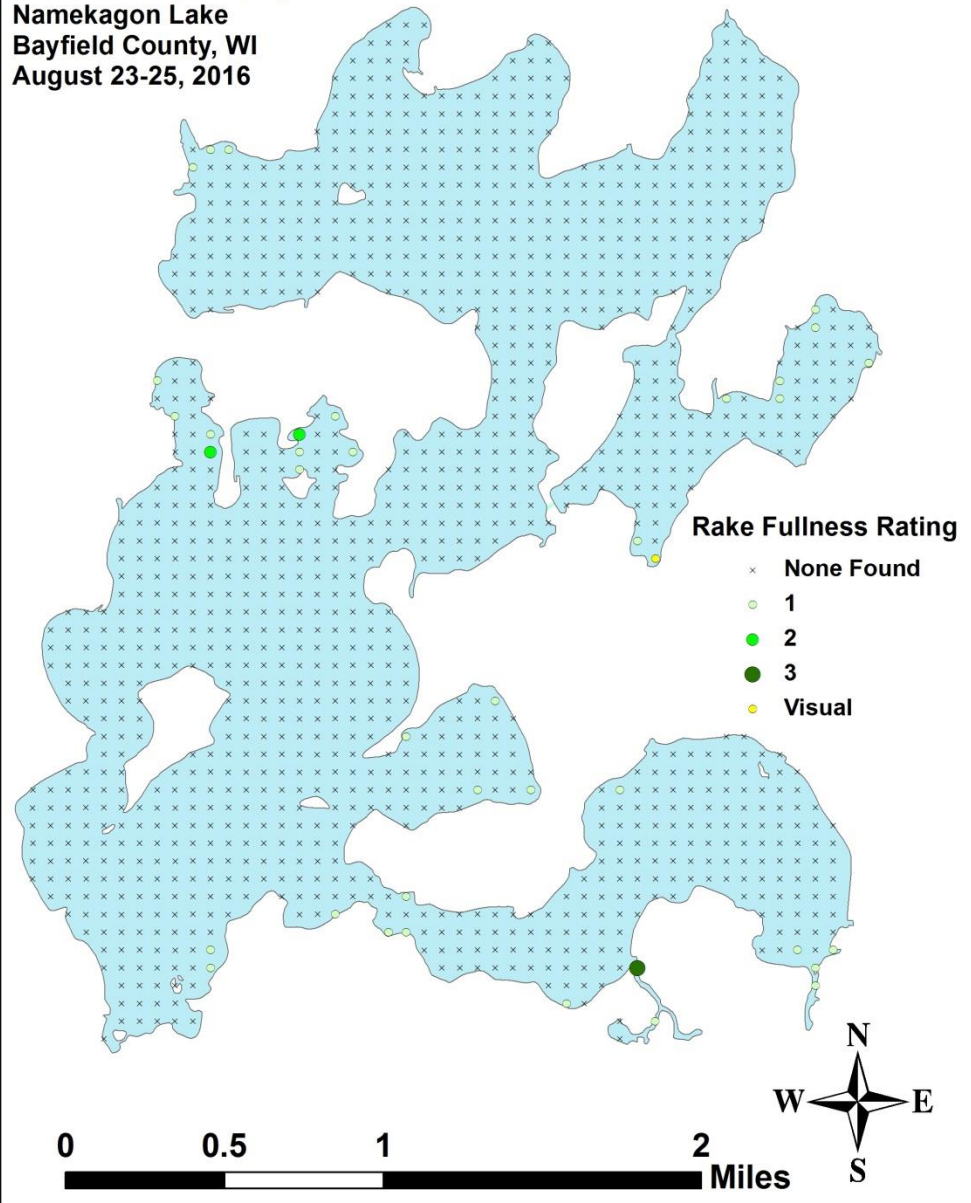 Namekagon Lake
Bayfield County, WI
August 23-25, 2016
Rake Fullness Rating
None Found
1
2
3
Visual
N
W E
S
0 0.5 1 2
Miles